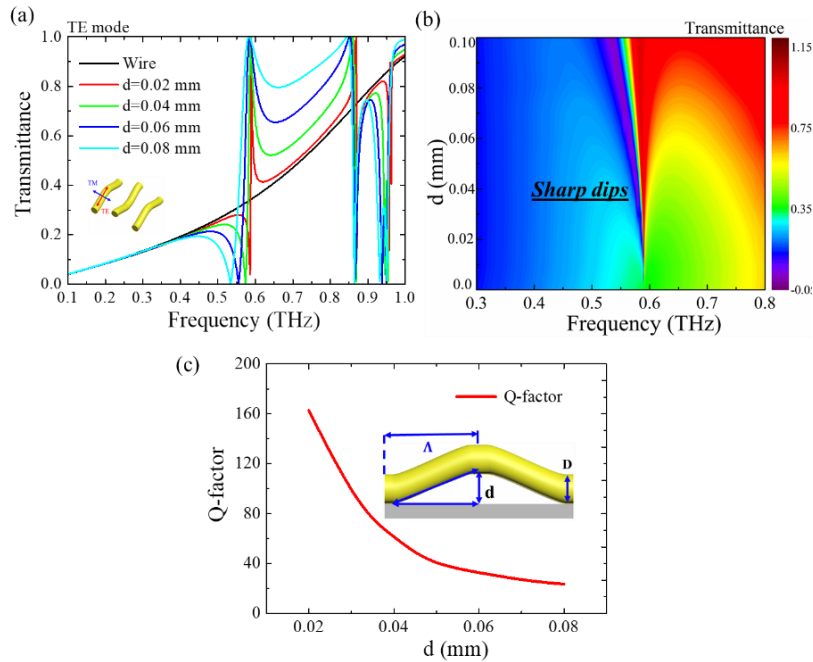 (a)
TE mode
1.0
0.8
0.6
0.4
0.2
0.0
Transmittance
Wire
d=0.02 mm
d=0.04 mm
d=0.06 mm
d=0.08 mm
TM
TE
0.1 0.2 0.3 0.4 0.5 0.6 0.7 0.8 0.9 1.0
Frequency (THz)
(b)
Transmittance
0.10
0.08
0.06
0.04
0.02
0.0
d (mm)
Sharp dips
0.3 0.4 0.5 0.6 0.7 0.8
Frequency (THz)
1.15
0.75
0.35
-0.05
(c)
200
160
120
80
40
0
Q-factor
Q-factor
Λ
D
d
0.02 0.04 0.06 0.08
d (mm)